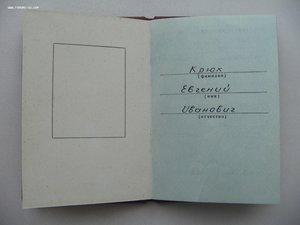 Крюк
(фамилия)
Евгений
(имя)
Иванович
(отчество)